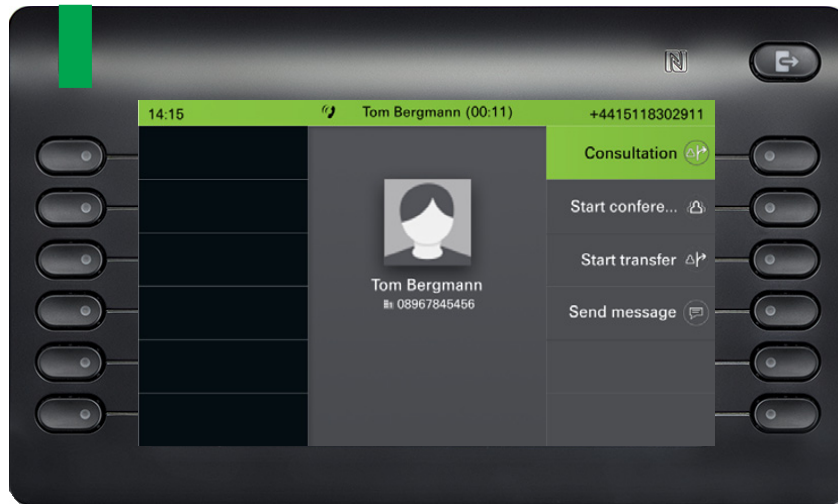 14:15 Tom Bergmann (00:11) +4415118302911
Consultation
Start confere...
Start transfer
Tom Bergmann
08967845456
Send message